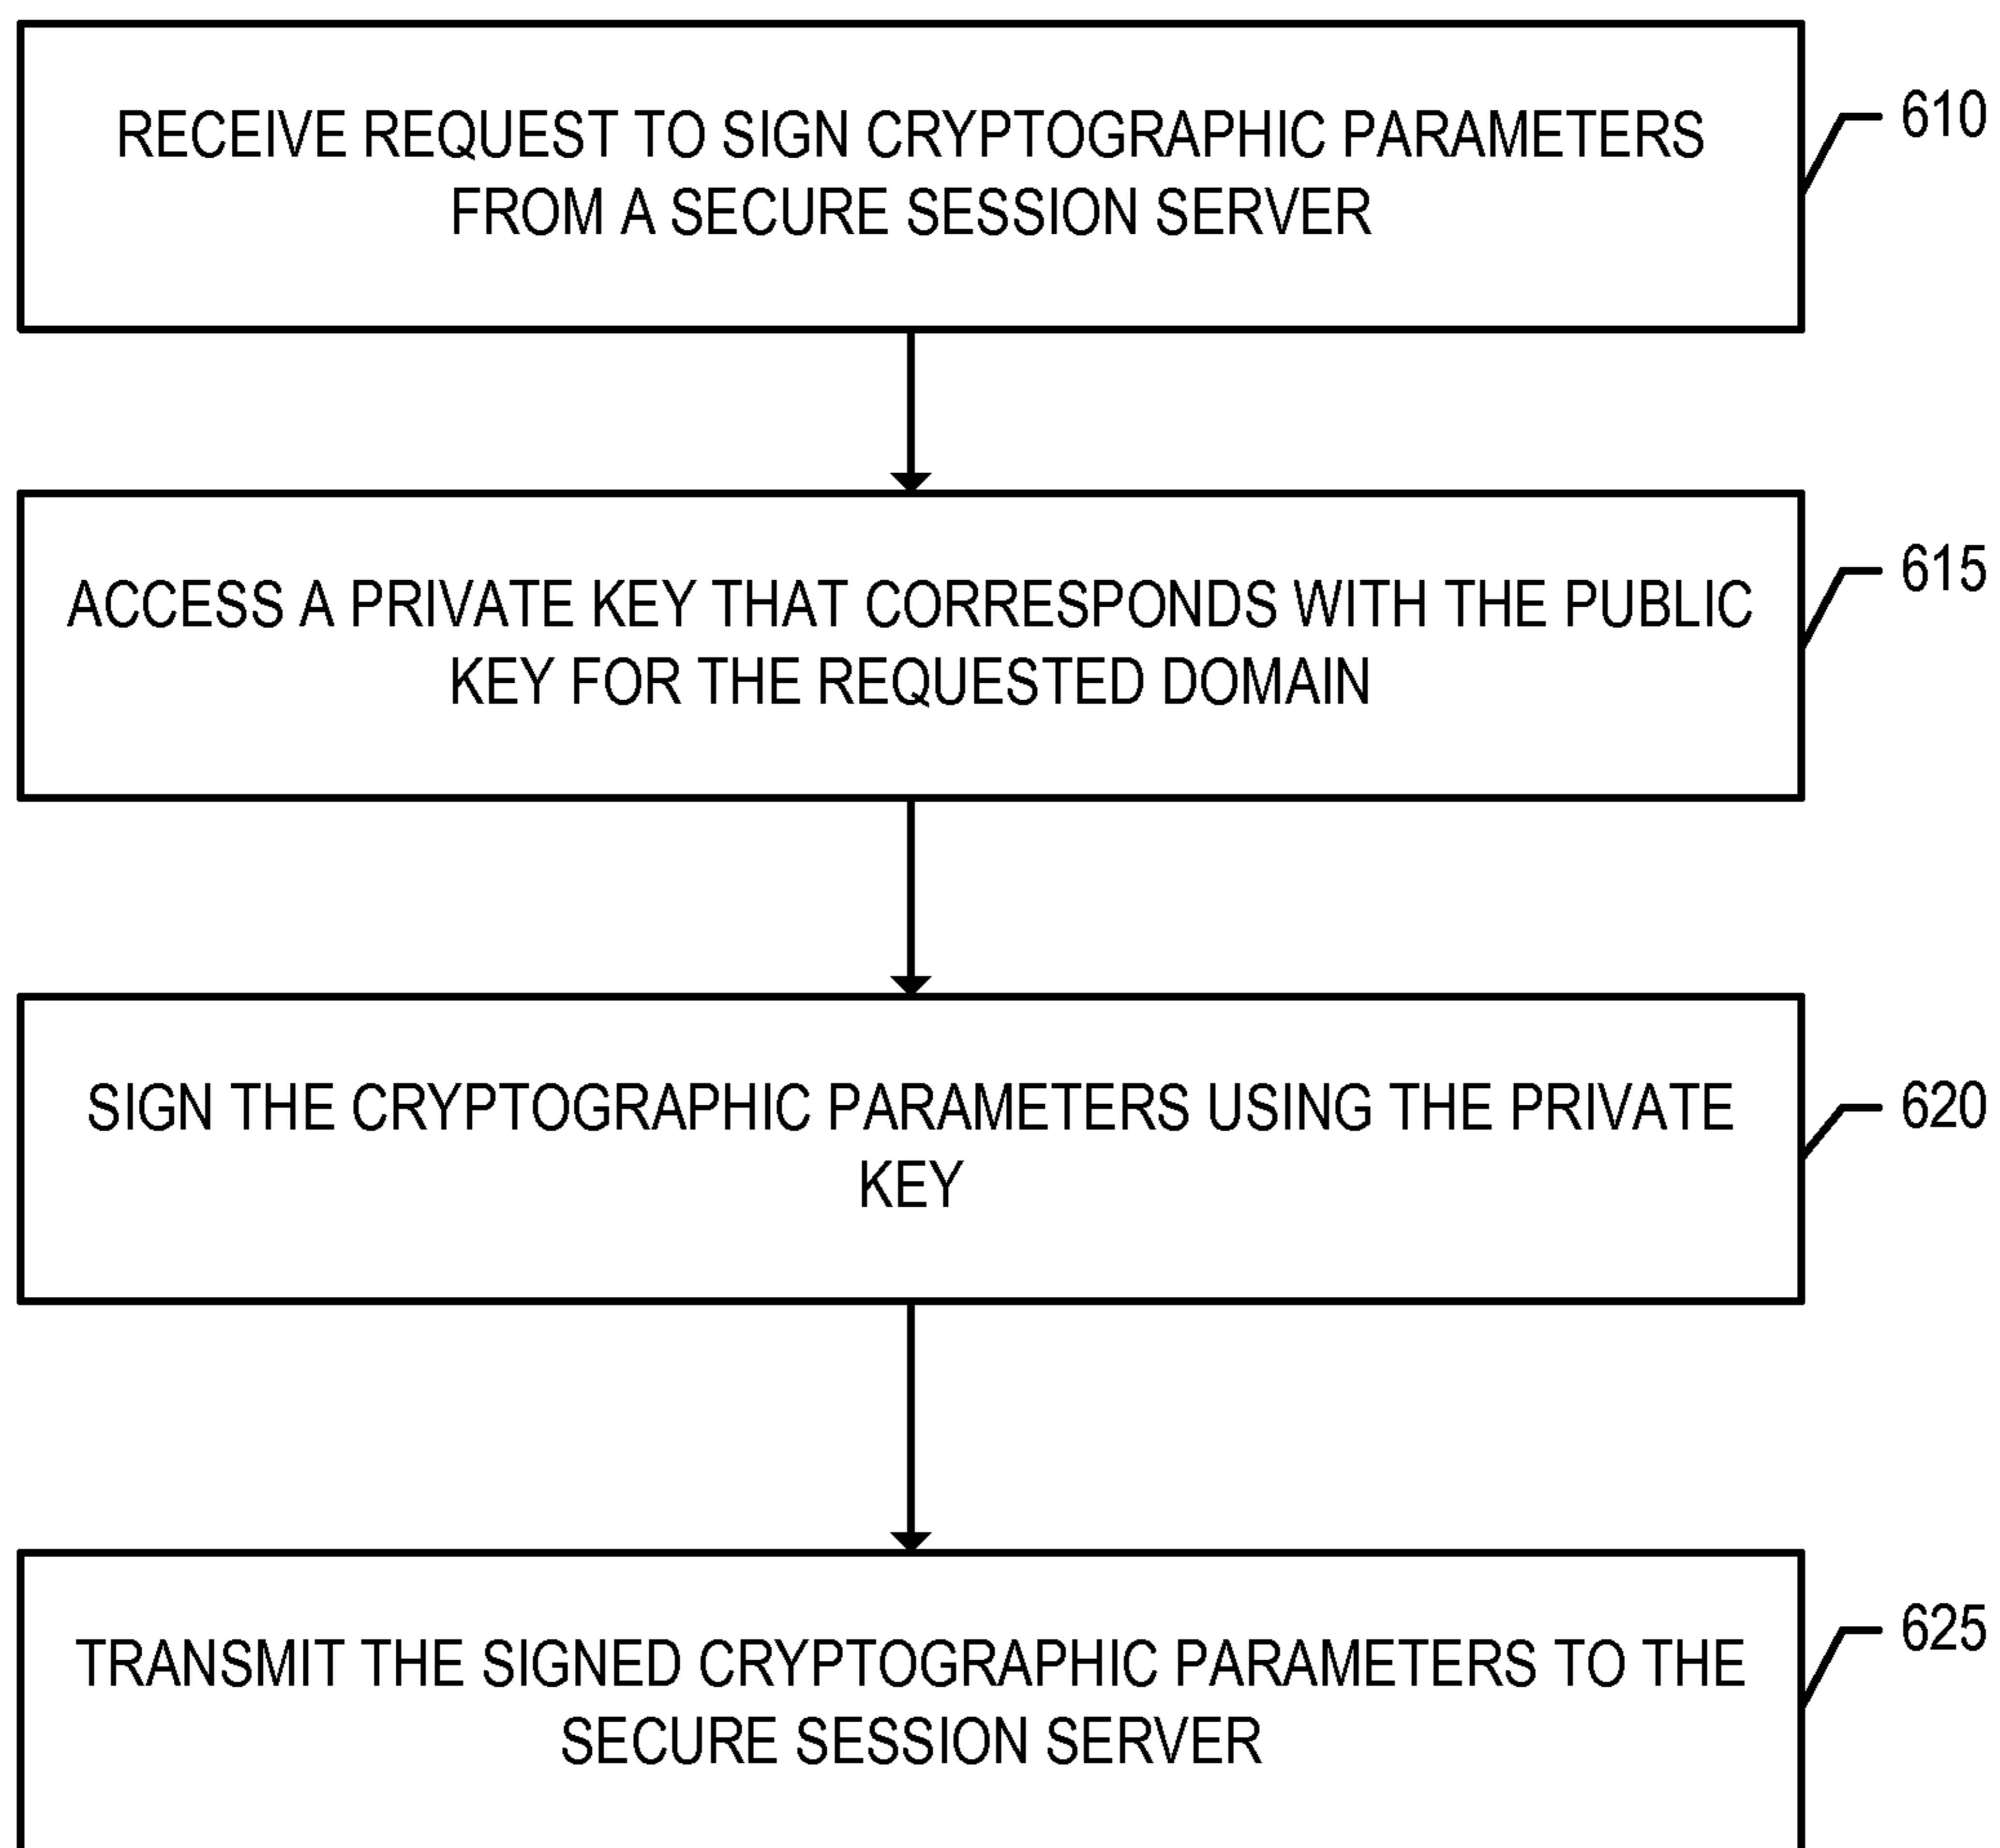 RECEIVE REQUEST TO SIGN CRYPTOGRAPHIC PARAMETERS
FROM A SECURE SESSION SERVER
610
ACCESS A PRIVATE KEY THAT CORRESPONDS WITH THE PUBLIC
KEY FOR THE REQUESTED DOMAIN
615
SIGN THE CRYPTOGRAPHIC PARAMETERS USING THE PRIVATE
KEY
620
TRANSMIT THE SIGNED CRYPTOGRAPHIC PARAMETERS TO THE
SECURE SESSION SERVER
625